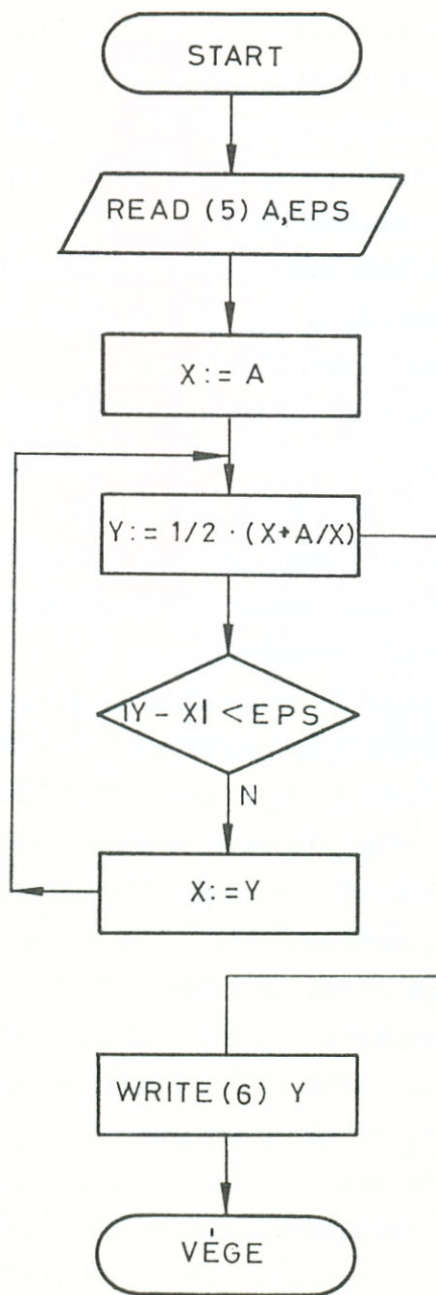 START
READ (5) A,EPS
X := A
Y := 1/2 · (X+A/X)
|Y - X| < EPS
N
X := Y
WRITE (6) Y
VÉGE